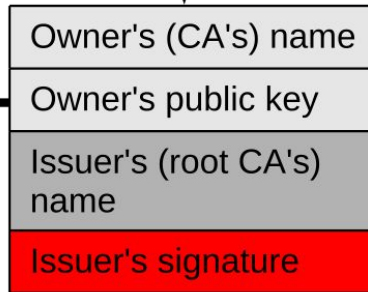 Owner's (CA's) name
Owner's public key
Issuer's (root CA's)
name
Issuer's signature